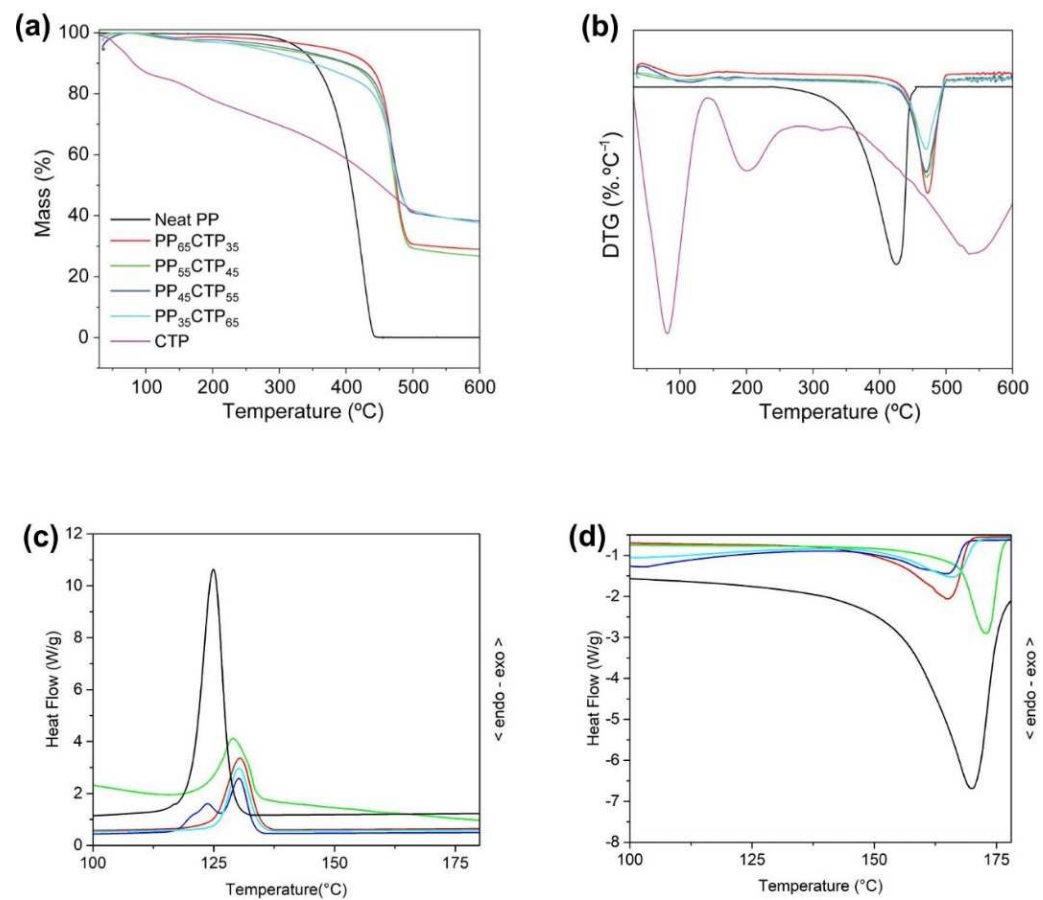 (a)
100
80
60
40
20
0
Mass (%)
Neat PP
PP65CTP35
PP55CTP45
PP45CTP55
PP35CTP65
CTP
100 200 300 400 500 600
Temperature (ºC)
(b)
DTG (%.ºC⁻¹)
100 200 300 400 500 600
Temperature (ºC)
(c)
12
10
8
6
4
2
0
Heat Flow (W/g)
< endo - exo >
100 125 150 175
Temperature(°C)
(d)
-1
-2
-3
-4
-5
-6
-7
-8
Heat Flow (W/g)
< endo - exo >
100 150 175
Temperature (°C)